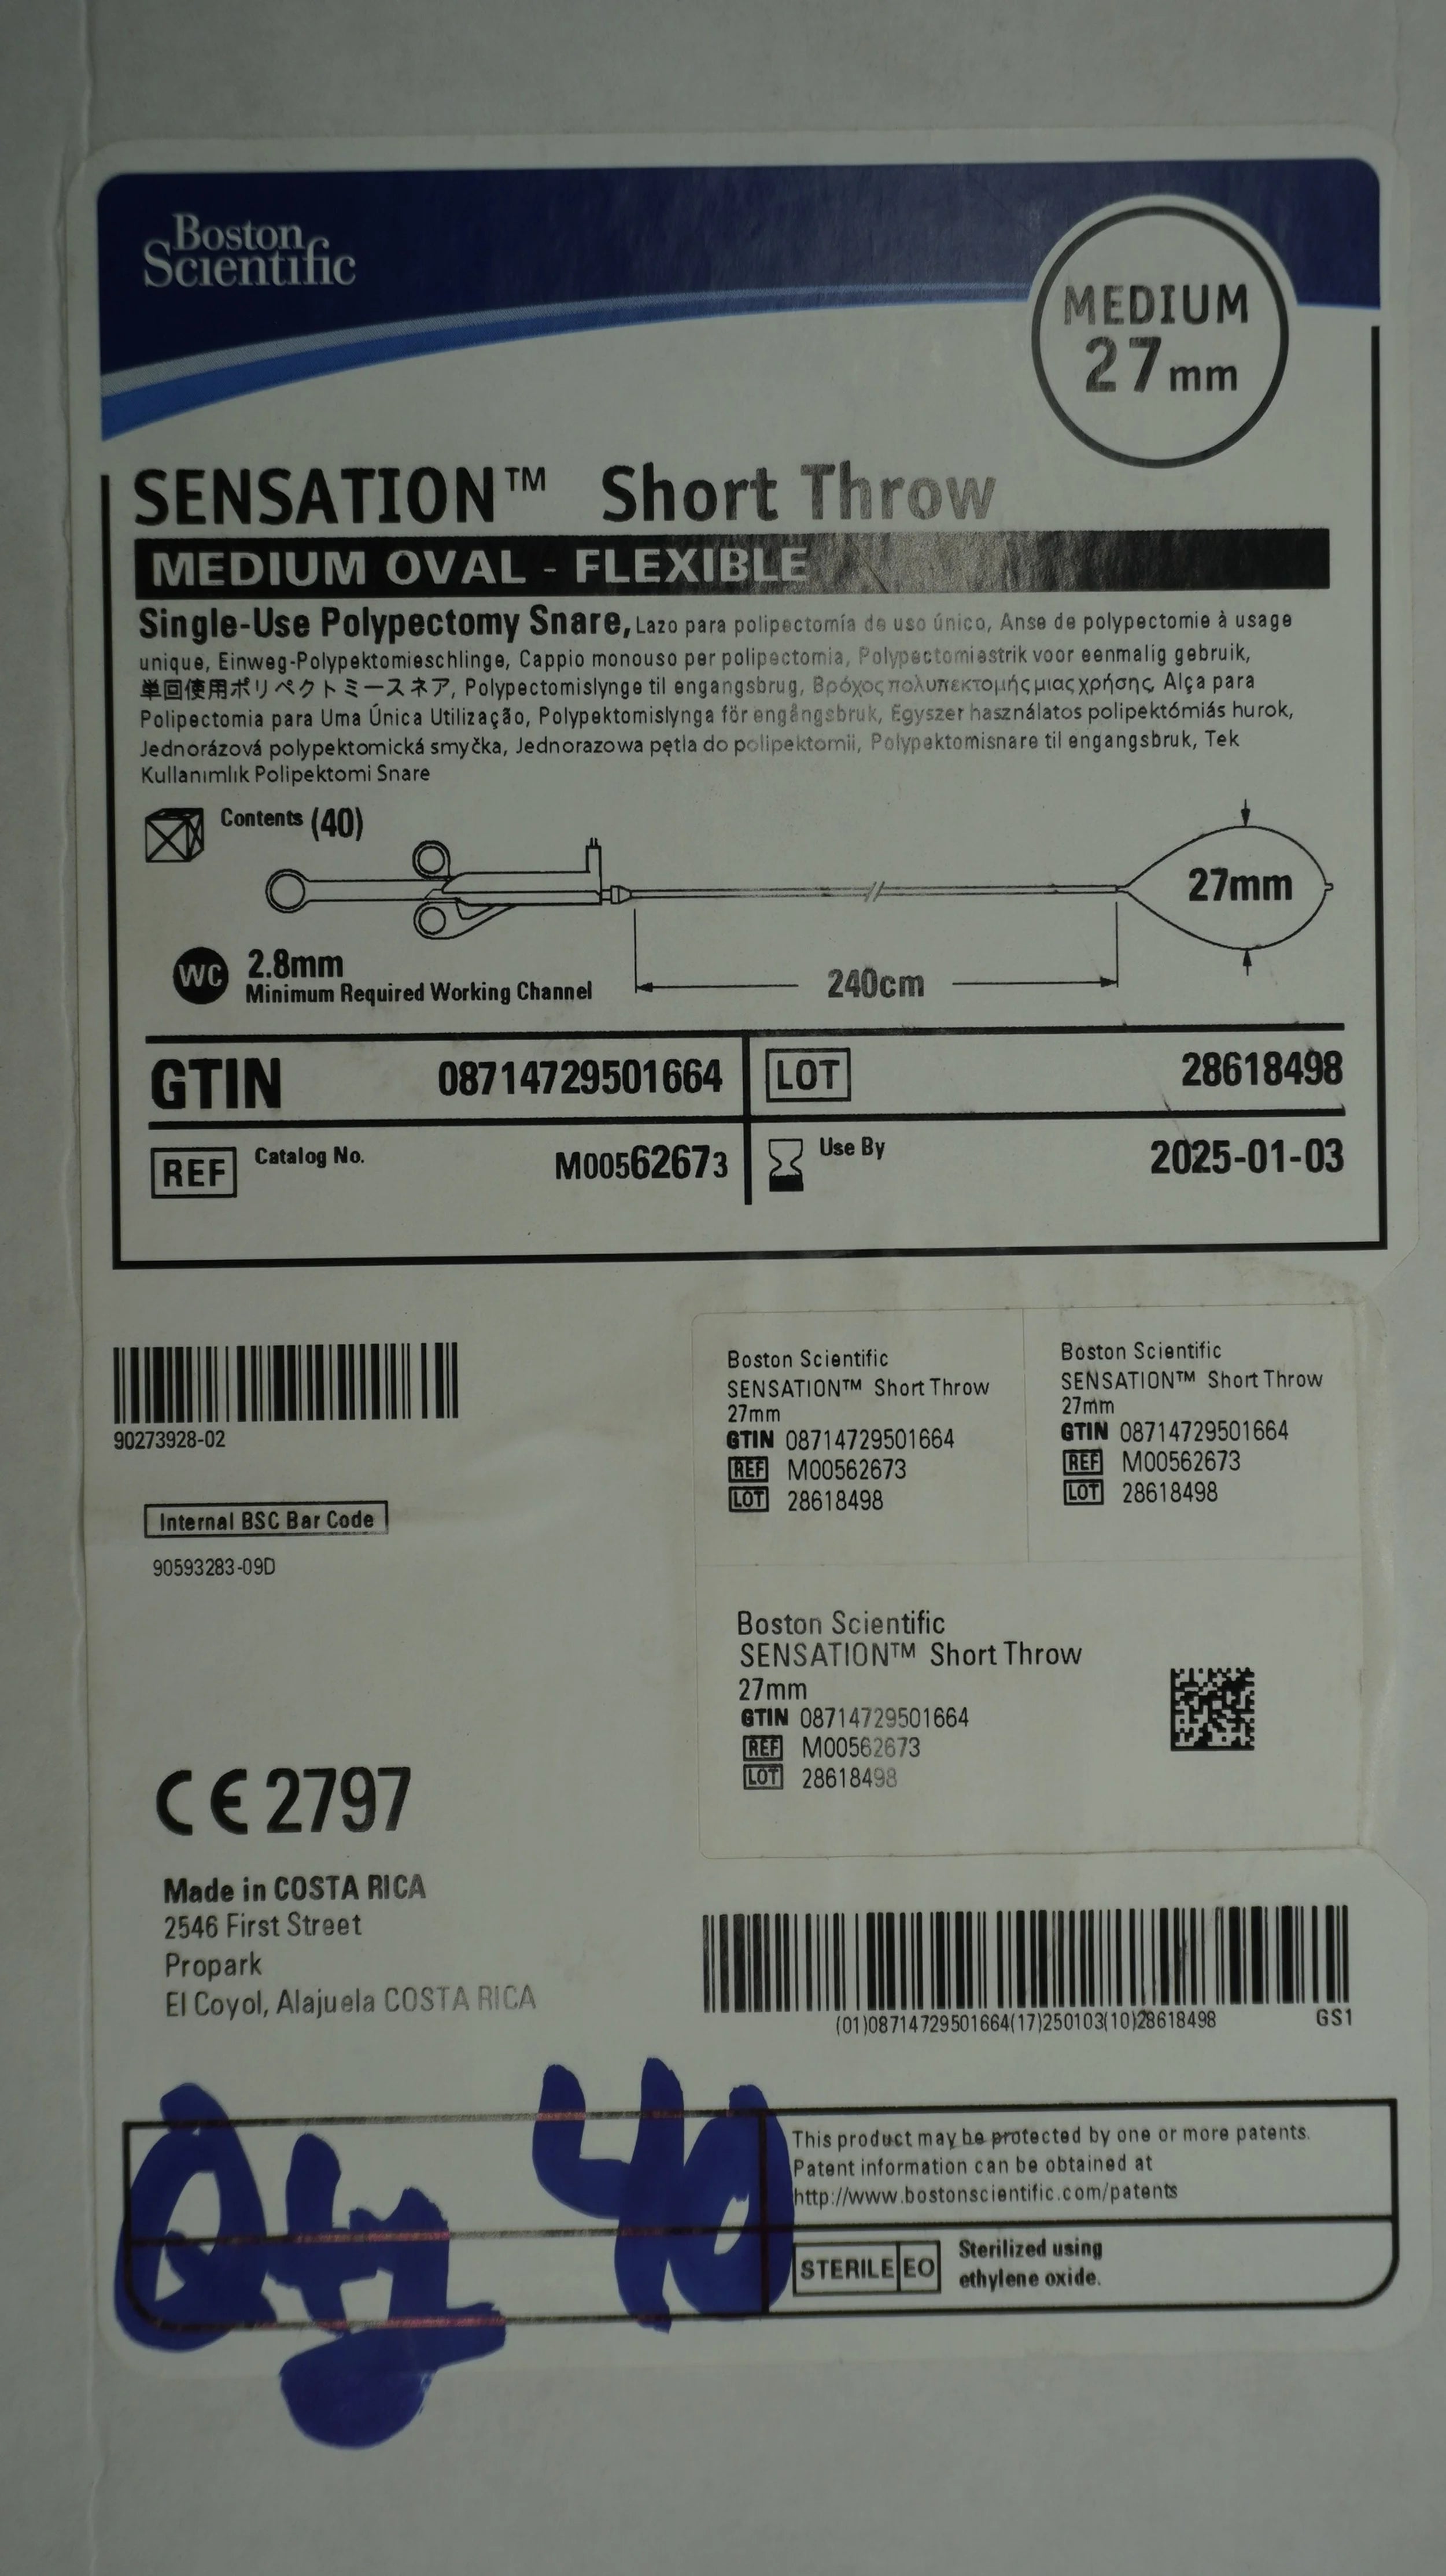 Boston
Scientific
MEDIUM
27 mm
SENSATION™ Short Throw
MEDIUM OVAL - FLEXIBLE
Single-Use Polypectomy Snare, Lazo para polipectomía de uso único, Anse de polypectomie à usage
unique, Einweg-Polypektomieschlinge, Cappio monouso per polipectomia, Polypectomiestrik voor eenmalig gebruik,
単回使用ポリペクトミースネア, Polypectomislynge til engangsbrug, Βρόχος πολυπεκτομής μιας χρήσης, Alça para
Polipectomia para Uma Única Utilização, Polypektomislynga för engångsbruk, Egyszer használatos polipektómiás hurok,
Jednorázová polypektomická smyčka, Jednorazowa pętla do polipektomii, Polypektomisnare til engangsbruk, Tek
Kullanımlık Polipektomi Snare
Contents (40)
27mm
WC 2.8mm
Minimum Required Working Channel
240cm
GTIN 08714729501664
LOT 28618498
REF Catalog No. M00562673
Use By 2025-01-03
90273928-02
Internal BSC Bar Code
90593283-09D
Boston Scientific
SENSATION™ Short Throw
27mm
GTIN 08714729501664
REF M00562673
LOT 28618498
Boston Scientific
SENSATION™ Short Throw
27mm
GTIN 08714729501664
REF M00562673
LOT 28618498
Boston Scientific
SENSATION™ Short Throw
27mm
GTIN 08714729501664
REF M00562673
LOT 28618498
CE 2797
Made in COSTA RICA
2546 First Street
Propark
El Coyol, Alajuela COSTA RICA
(01)08714729501664(17)250103(10)28618498 GS1
Qty 40
This product may be protected by one or more patents.
Patent information can be obtained at
http://www.bostonscientific.com/patents
STERILE EO Sterilized using
ethylene oxide.